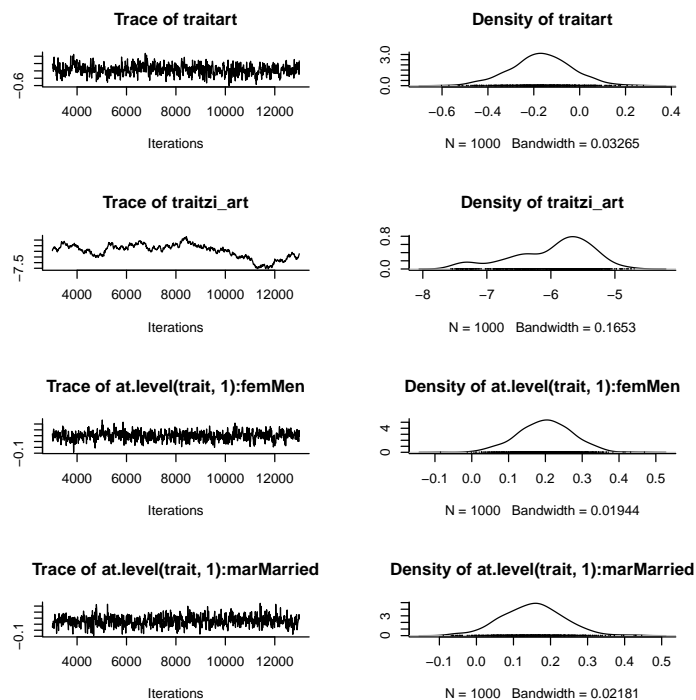 Trace of traitart
−0.6
4000 6000 8000 10000 12000
Iterations
Density of traitart
0.0 3.0
−0.6 −0.4 −0.2 0.0 0.2 0.4
N = 1000 Bandwidth = 0.03265
Trace of traitzi_art
−7.5
4000 6000 8000 10000 12000
Iterations
Density of traitzi_art
0.0 0.8
−8 −7 −6 −5
N = 1000 Bandwidth = 0.1653
Trace of at.level(trait, 1):femMen
−0.1
4000 6000 8000 10000 12000
Iterations
Density of at.level(trait, 1):femMen
0 4
−0.1 0.0 0.1 0.2 0.3 0.4 0.5
N = 1000 Bandwidth = 0.01944
Trace of at.level(trait, 1):marMarried
−0.1
4000 6000 8000 10000 12000
Iterations
Density of at.level(trait, 1):marMarried
0 3
−0.1 0.0 0.1 0.2 0.3 0.4 0.5
N = 1000 Bandwidth = 0.02181